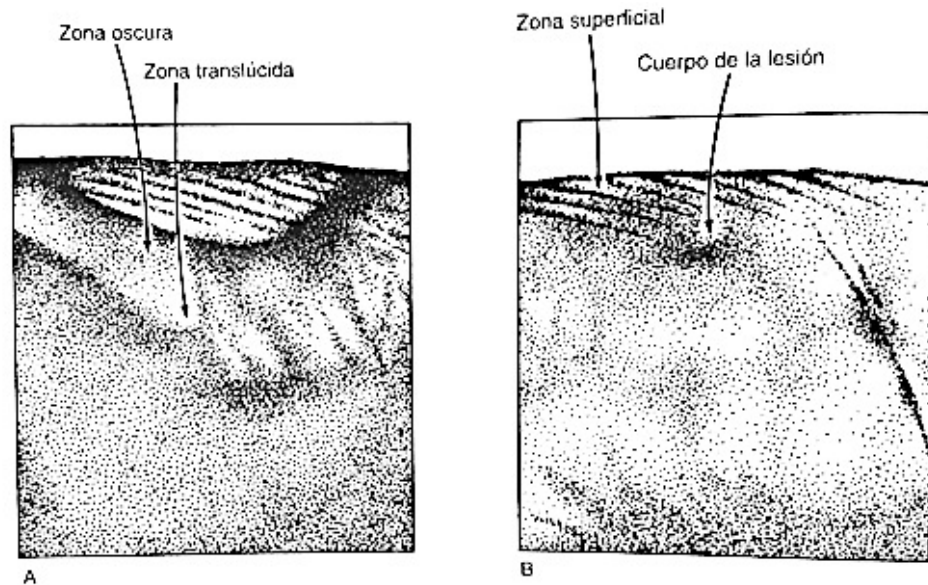 Zona oscura
Zona translúcida
A
Zona superficial
Cuerpo de la lesión
B